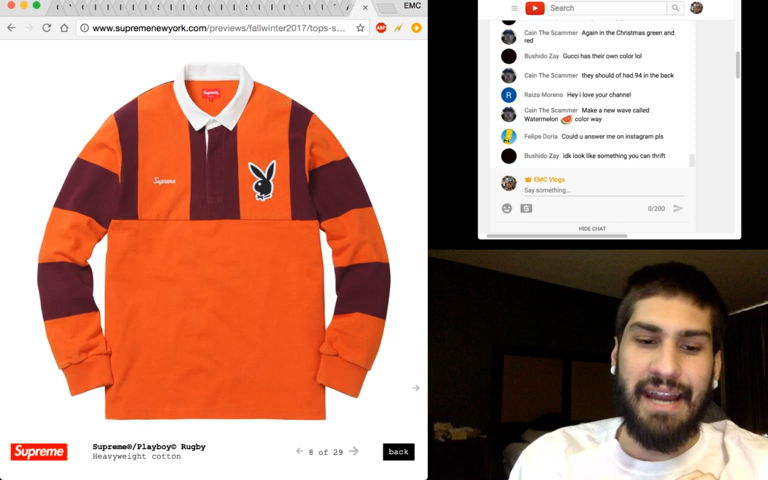 EMC
www.supremenewyork.com/previews/fallwinter2017/tops-s...
ABP
Supreme
Supreme
Supreme
Supreme®/Playboy© Rugby
Heavyweight cotton
8 of 29
back
Search
Cain The Scammer Again in the Christmas green and
red
Bushido Zay Gucci has their own color lol
Cain The Scammer they should of had 94 in the back
R
Raiza Moreno Hey i love your channel
Cain The Scammer Make a new wave called
Watermelon 🍉 color way
Felipe Doria Could u answer me on instagram pls
Bushido Zay idk look like something you can thrift
EMC Vlogs
Say something...
0/200
HIDE CHAT